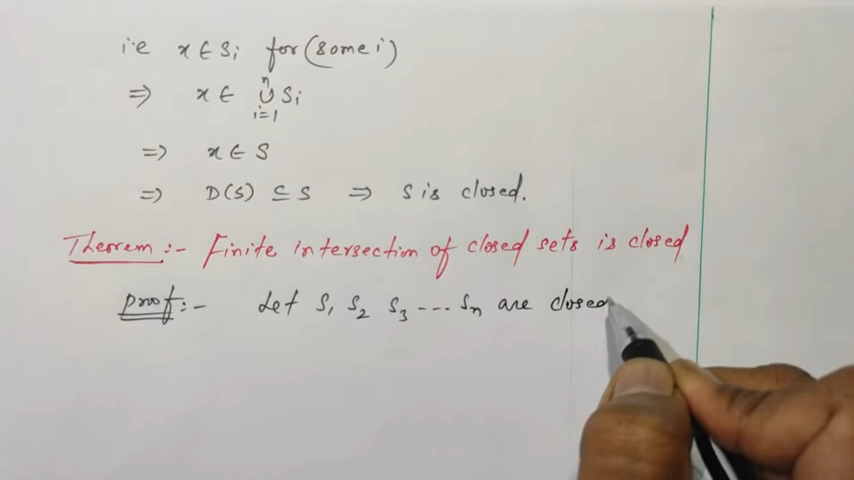 i.e x ∈ Sᵢ for (some i)
⇒ x ∈ ⋃ⁿᵢ₌₁ Sᵢ
⇒ x ∈ S
⇒ D(S) ⊆ S ⇒ S is closed.
Theorem :- Finite intersection of closed sets is closed
Proof :- Let S₁ S₂ S₃ --- Sₙ are closed